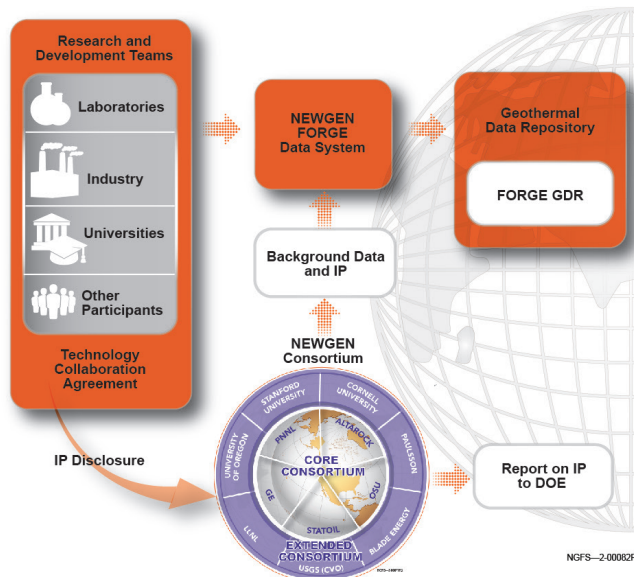 Research and
Development Teams
Laboratories
Industry
Universities
Other
Participants
Technology
Collaboration
Agreement
NEWGEN
FORGE
Data System
Geothermal
Data Repository
FORGE GDR
Background Data
and IP
NEWGEN
Consortium
IP Disclosure
STANFORD
UNIVERSITY
CORNELL
UNIVERSITY
UNIVERSITY
OF OREGON
PAULSSON
PNNL
ALTAROCK
CORE
CONSORTIUM
GE
OSU
STATOIL
LLNL
BLADE ENERGY
EXTENDED
CONSORTIUM
USGS (CVO)
Report on IP
to DOE
NGFS—2-00082R